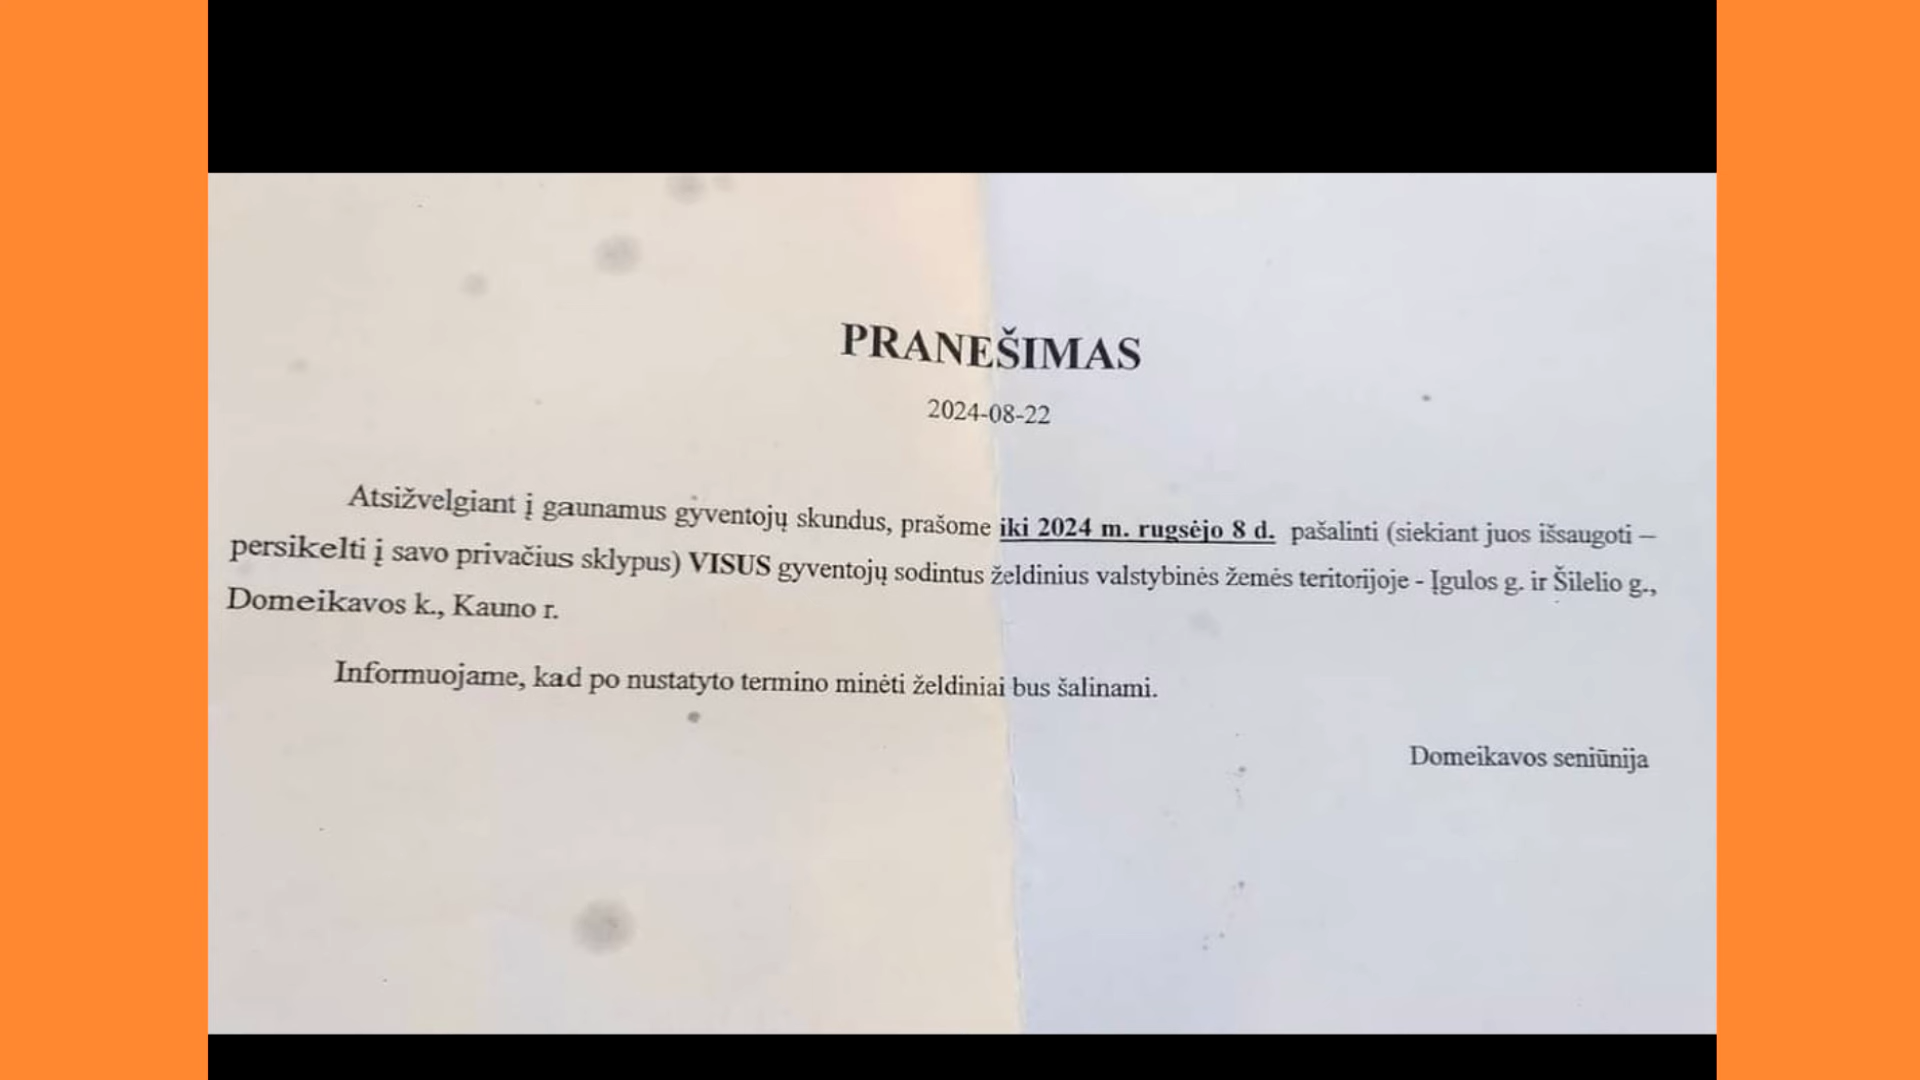 PRANEŠIMAS
2024-08-22
Atsižvelgiant į gaunamus gyventojų skundus, prašome iki 2024 m. rugsėjo 8 d. pašalinti (siekiant juos išsaugoti –
persikelti į savo privačius sklypus) VISUS gyventojų sodintus želdinius valstybinės žemės teritorijoje - Įgulos g. ir Šilelio g.,
Domeikavos k., Kauno r.
Informuojame, kad po nustatyto termino minėti želdiniai bus šalinami.
Domeikavos seniūnija